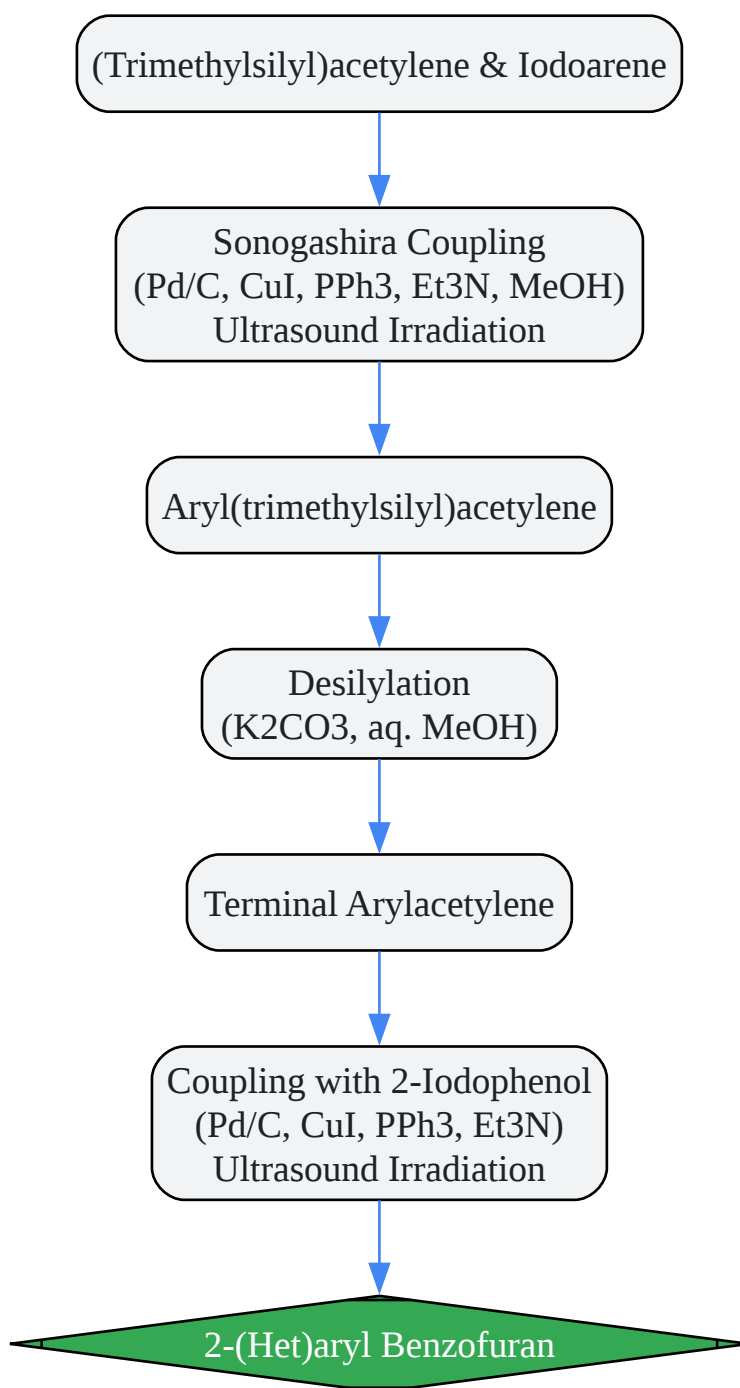 (Trimethylsilyl)acetylene & Iodoarene
Sonogashira Coupling
(Pd/C, CuI, PPh3, Et3N, MeOH)
Ultrasound Irradiation
Aryl(trimethylsilyl)acetylene
Desilylation
(K2CO3, aq. MeOH)
Terminal Arylacetylene
Coupling with 2-Iodophenol
(Pd/C, CuI, PPh3, Et3N)
Ultrasound Irradiation
2-(Het)aryl Benzofuran